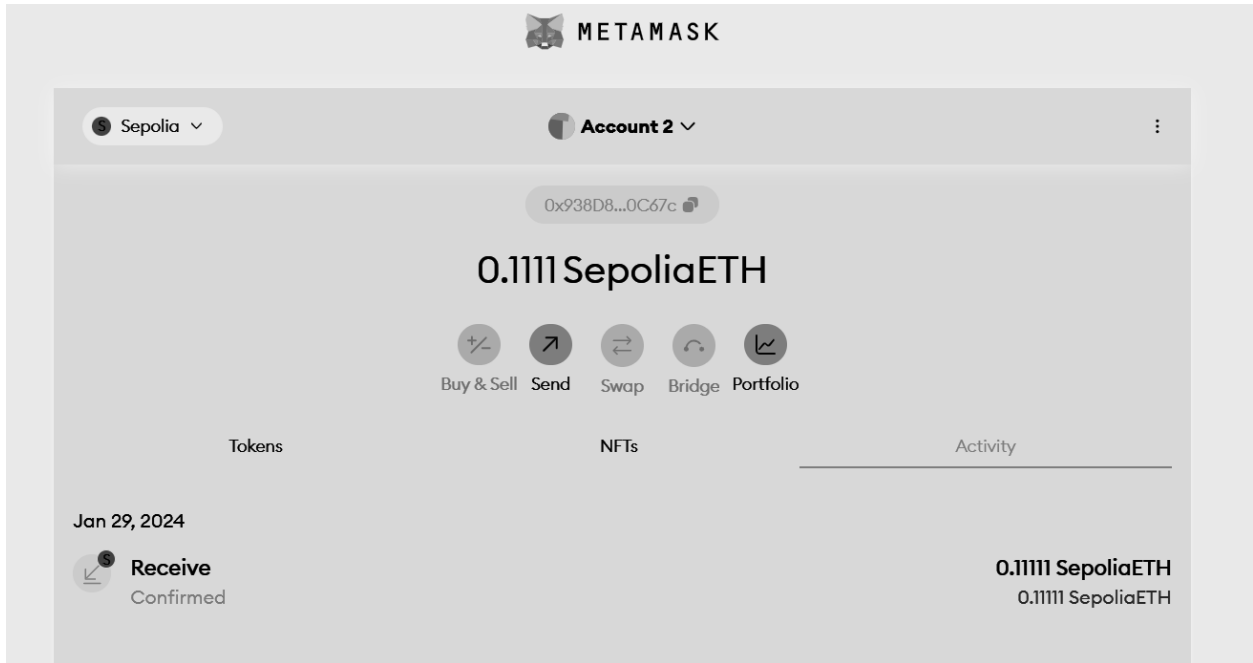 METAMASK
S Sepolia
Account 2
0x938D8...0C67c
0.1111 SepoliaETH
Buy & Sell Send Swap Bridge Portfolio
Tokens NFTs Activity
Jan 29, 2024
S
Receive 0.11111 SepoliaETH
Confirmed 0.11111 SepoliaETH